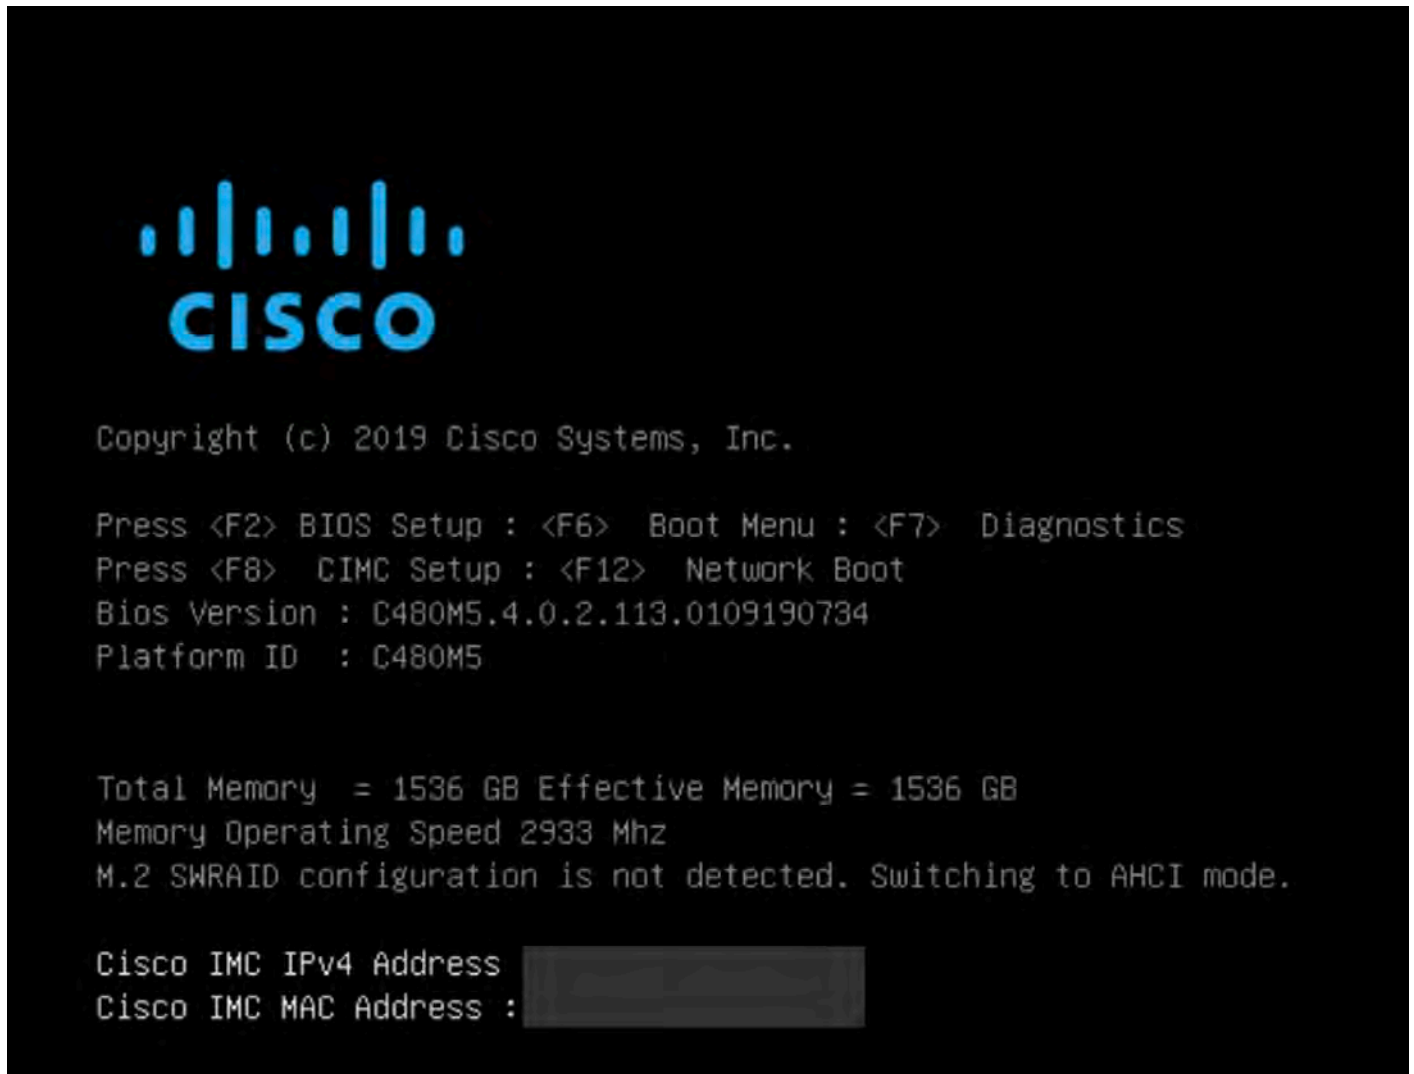 CISCO
Copyright (c) 2019 Cisco Systems, Inc.
Press <F2> BIOS Setup : <F6>  Boot Menu : <F7>  Diagnostics
Press <F8>  CIMC Setup : <F12>  Network Boot
Bios Version : C480M5.4.0.2.113.0109190734
Platform ID  : C480M5
Total Memory  = 1536 GB Effective Memory = 1536 GB
Memory Operating Speed 2933 Mhz
M.2 SWRAID configuration is not detected. Switching to AHCI mode.
Cisco IMC IPv4 Address
Cisco IMC MAC Address :